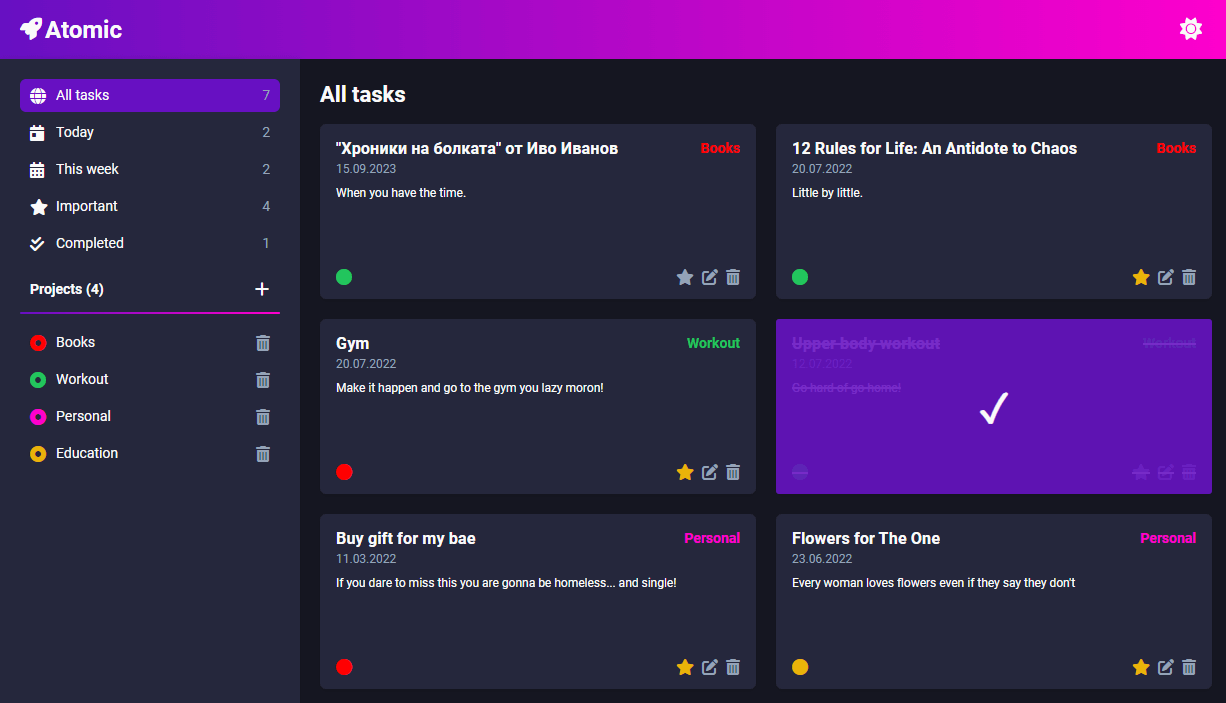 Atomic
All tasks 7
Today 2
This week 2
Important 4
Completed 1
Projects (4) +
Books
Workout
Personal
Education
All tasks
"Хроники на болката" от Иво Иванов Books
15.09.2023
When you have the time.
12 Rules for Life: An Antidote to Chaos Books
20.07.2022
Little by little.
Gym Workout
20.07.2022
Make it happen and go to the gym you lazy moron!
Upper body workout Workout
12.07.2022
Go hard of go home!
Buy gift for my bae Personal
11.03.2022
If you dare to miss this you are gonna be homeless... and single!
Flowers for The One Personal
23.06.2022
Every woman loves flowers even if they say they don't